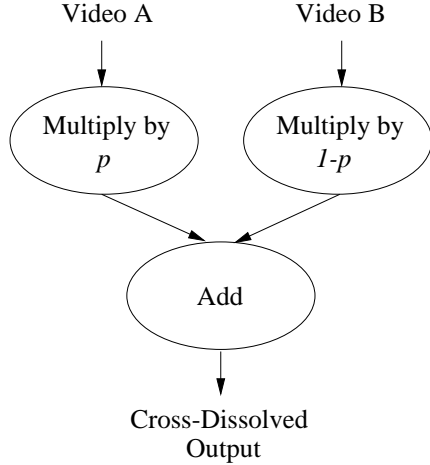 Video A
Video B
Multiply by
p
Multiply by
1-p
Add
Cross-Dissolved
Output